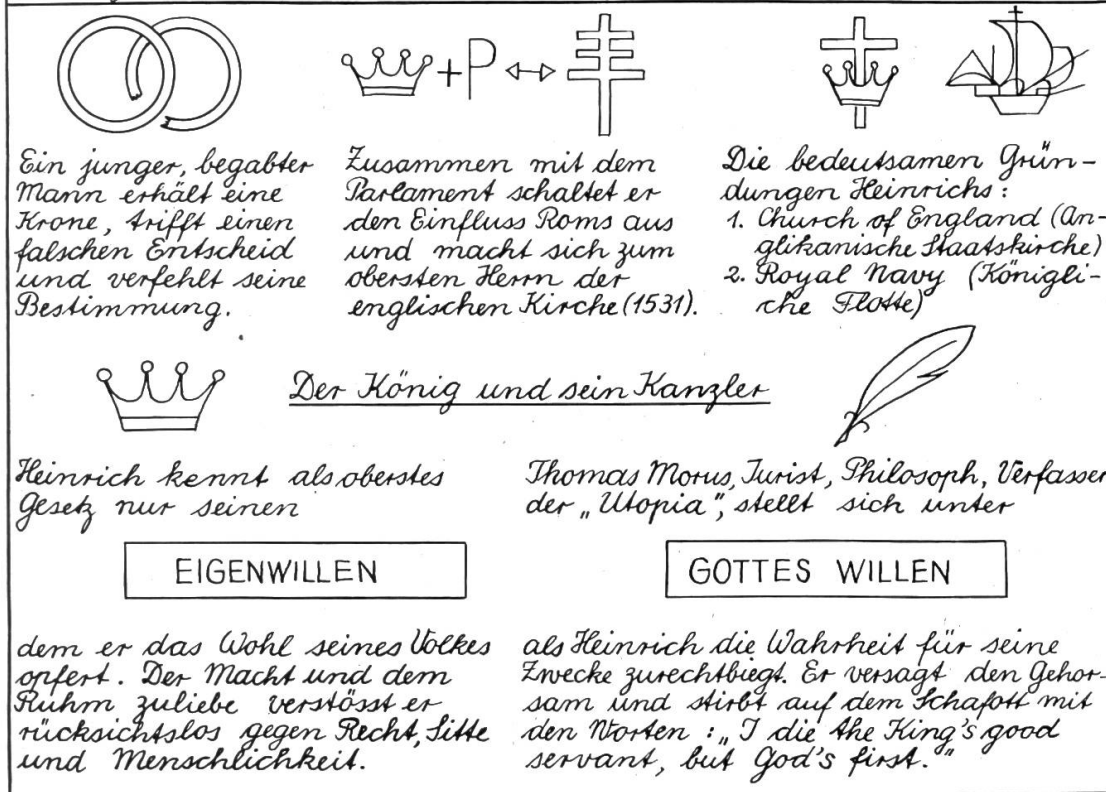 +P
Ein junger, begabter
Mann erhält eine
Krone, trifft einen
falschen Entscheid
und verfehlt seine
Bestimmung.
Zusammen mit dem
Parlament schaltet er
den Einfluss Roms aus
und macht sich zum
obersten Herrn der
englischen Kirche (1531).
Die bedeutsamen Grün-
dungen Heinrichs:
1. Church of England (An-
glikanische Staatskirche)
2. Royal Navy (Königli-
che Flotte)
Der König und sein Kanzler
Heinrich kennt als oberstes
Gesetz nur seinen
EIGENWILLEN
dem er das Wohl seines Volkes
opfert. Der Macht und dem
Ruhm zuliebe verstösst er
rücksichtslos gegen Recht, Sitte
und Menschlichkeit.
Thomas Morus, Jurist, Philosoph, Verfasser
der „Utopia", stellt sich unter
GOTTES WILLEN
als Heinrich die Wahrheit für seine
Zwecke zurechtbiegt. Er versagt den Gehor-
sam und stirbt auf dem Schafott mit
den Worten: „I die the King's good
servant, but God's first."